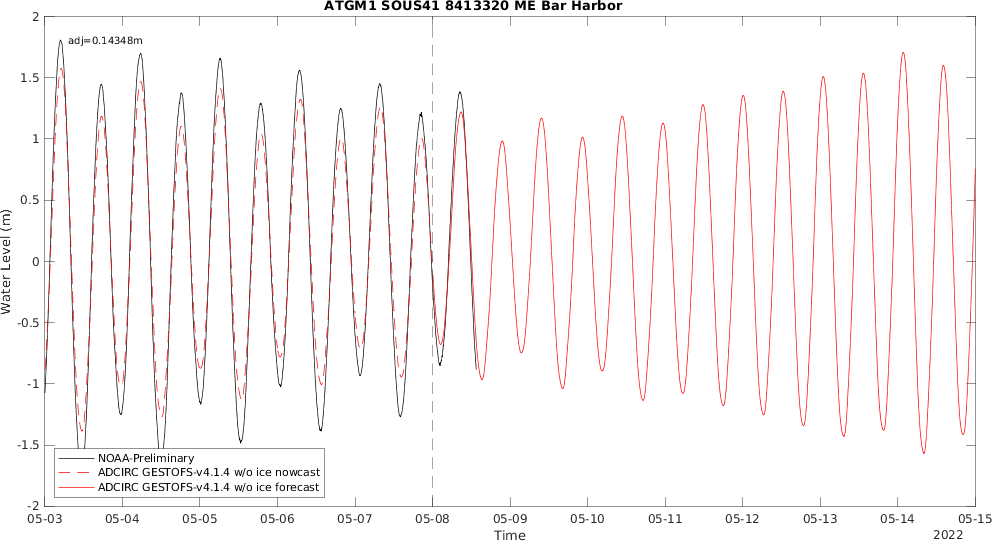 ATGM1 SOUS41 8413320 ME Bar Harbor
adj=0.14348m
Water Level (m)
2
1.5
1
0.5
0
-0.5
-1
-1.5
-2
NOAA-Preliminary
ADCIRC GESTOFS-v4.1.4 w/o ice nowcast
ADCIRC GESTOFS-v4.1.4 w/o ice forecast
05-03 05-04 05-05 05-06 05-07 05-08 05-09 05-10 05-11 05-12 05-13 05-14 05-15
Time
2022